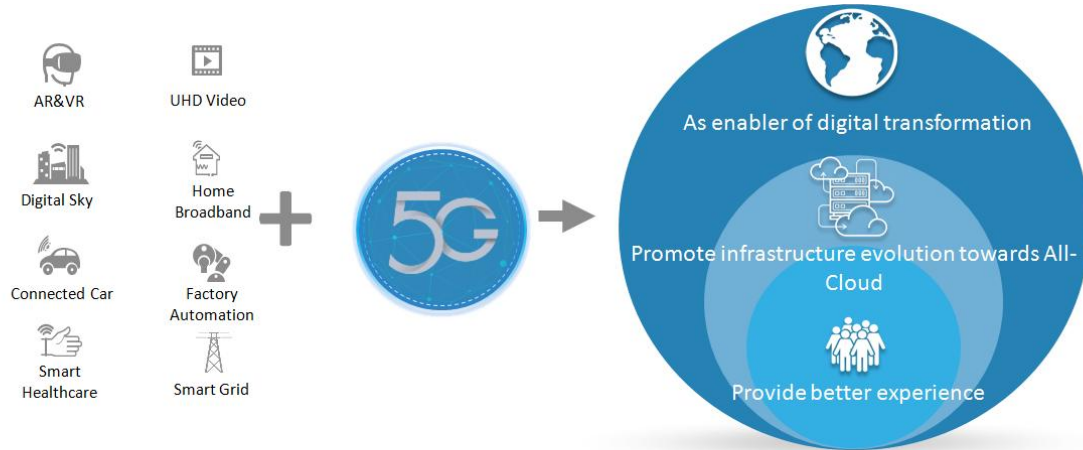 AR&VR
UHD Video
Digital Sky
Home
Broadband
Connected Car
Factory
Automation
Smart
Healthcare
Smart Grid
5G
As enabler of digital transformation
Promote infrastructure evolution towards All-
Cloud
Provide better experience